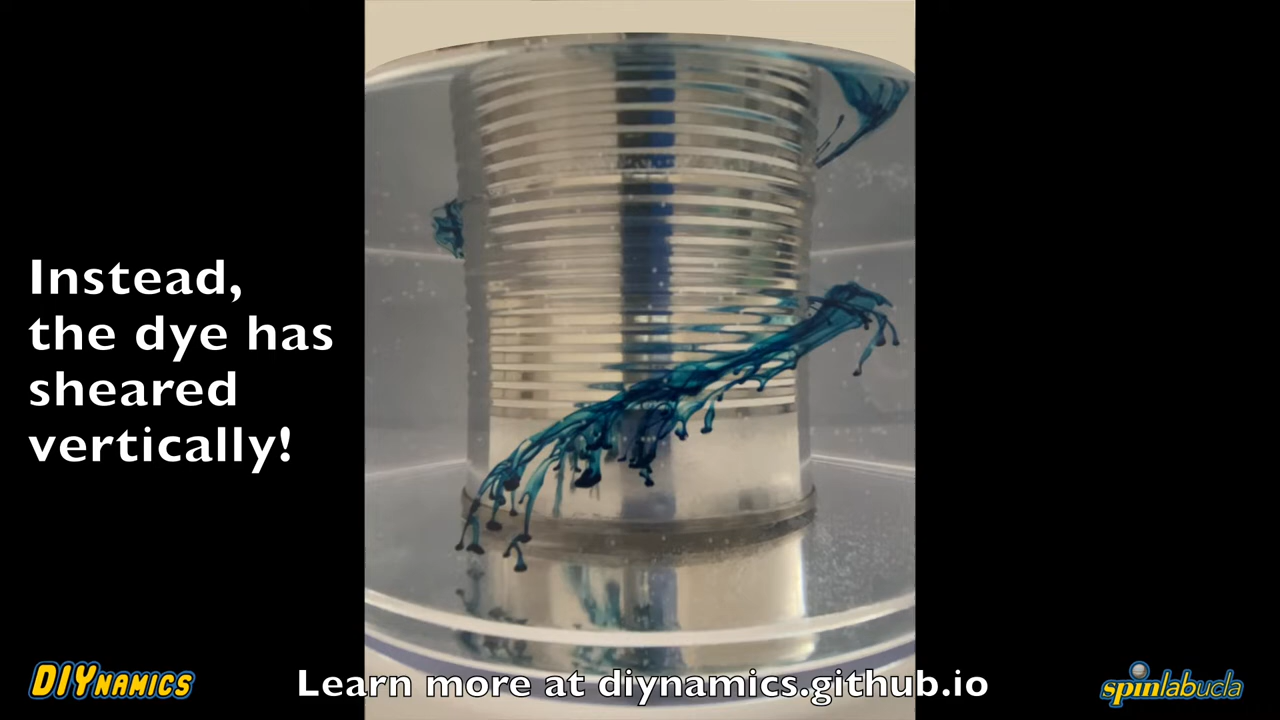 Instead,
the dye has
sheared
vertically!
DIYNAMICS
Learn more at diynamics.github.io
spinlabucla